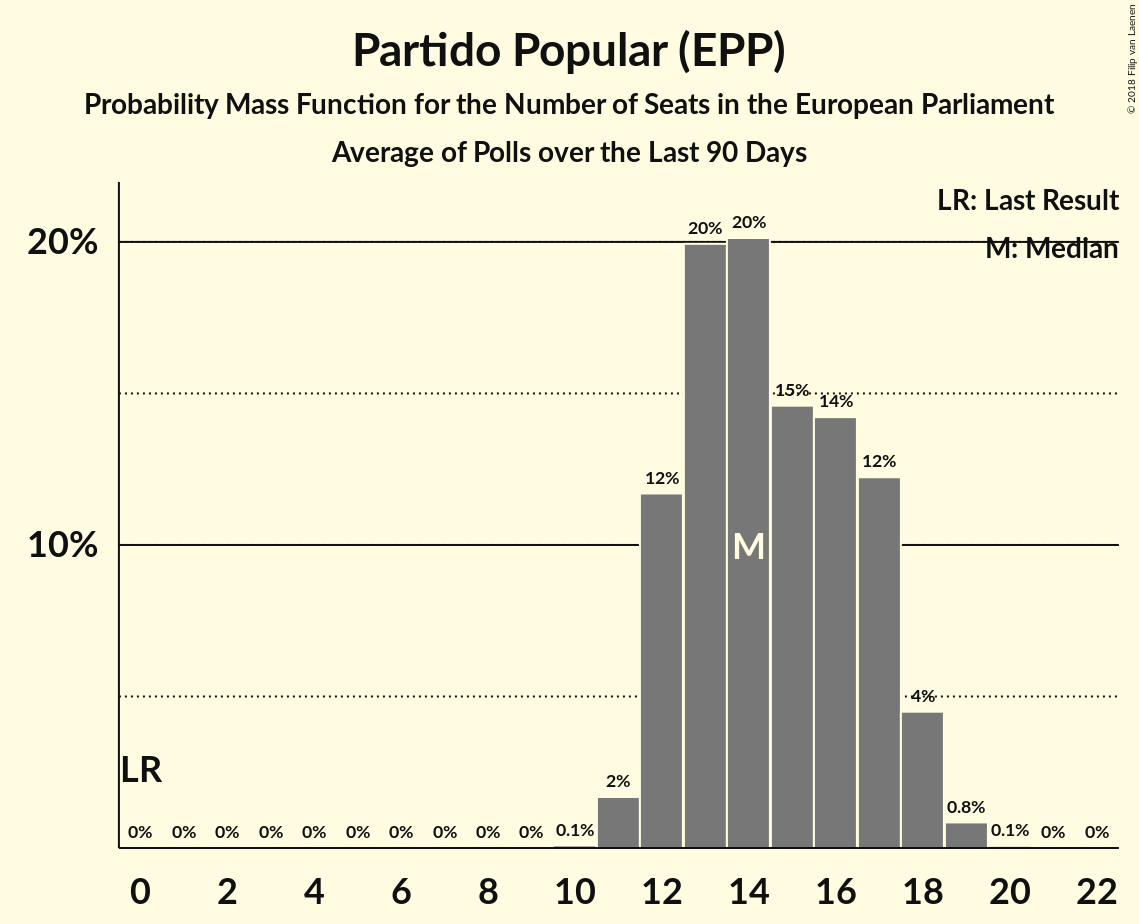 Partido Popular (EPP)
Probability Mass Function for the Number of Seats in the European Parliament
Average of Polls over the Last 90 Days
© 2018 Filip van Laenen
LR: Last Result
M: Median
20%
10%
20% 20%
15% 14%
12% 12%
4%
2% 0.8%
0% 0% 0% 0% 0% 0% 0% 0% 0% 0% 0.1% 0.1% 0% 0%
M
LR
0 2 4 6 8 10 12 14 16 18 20 22